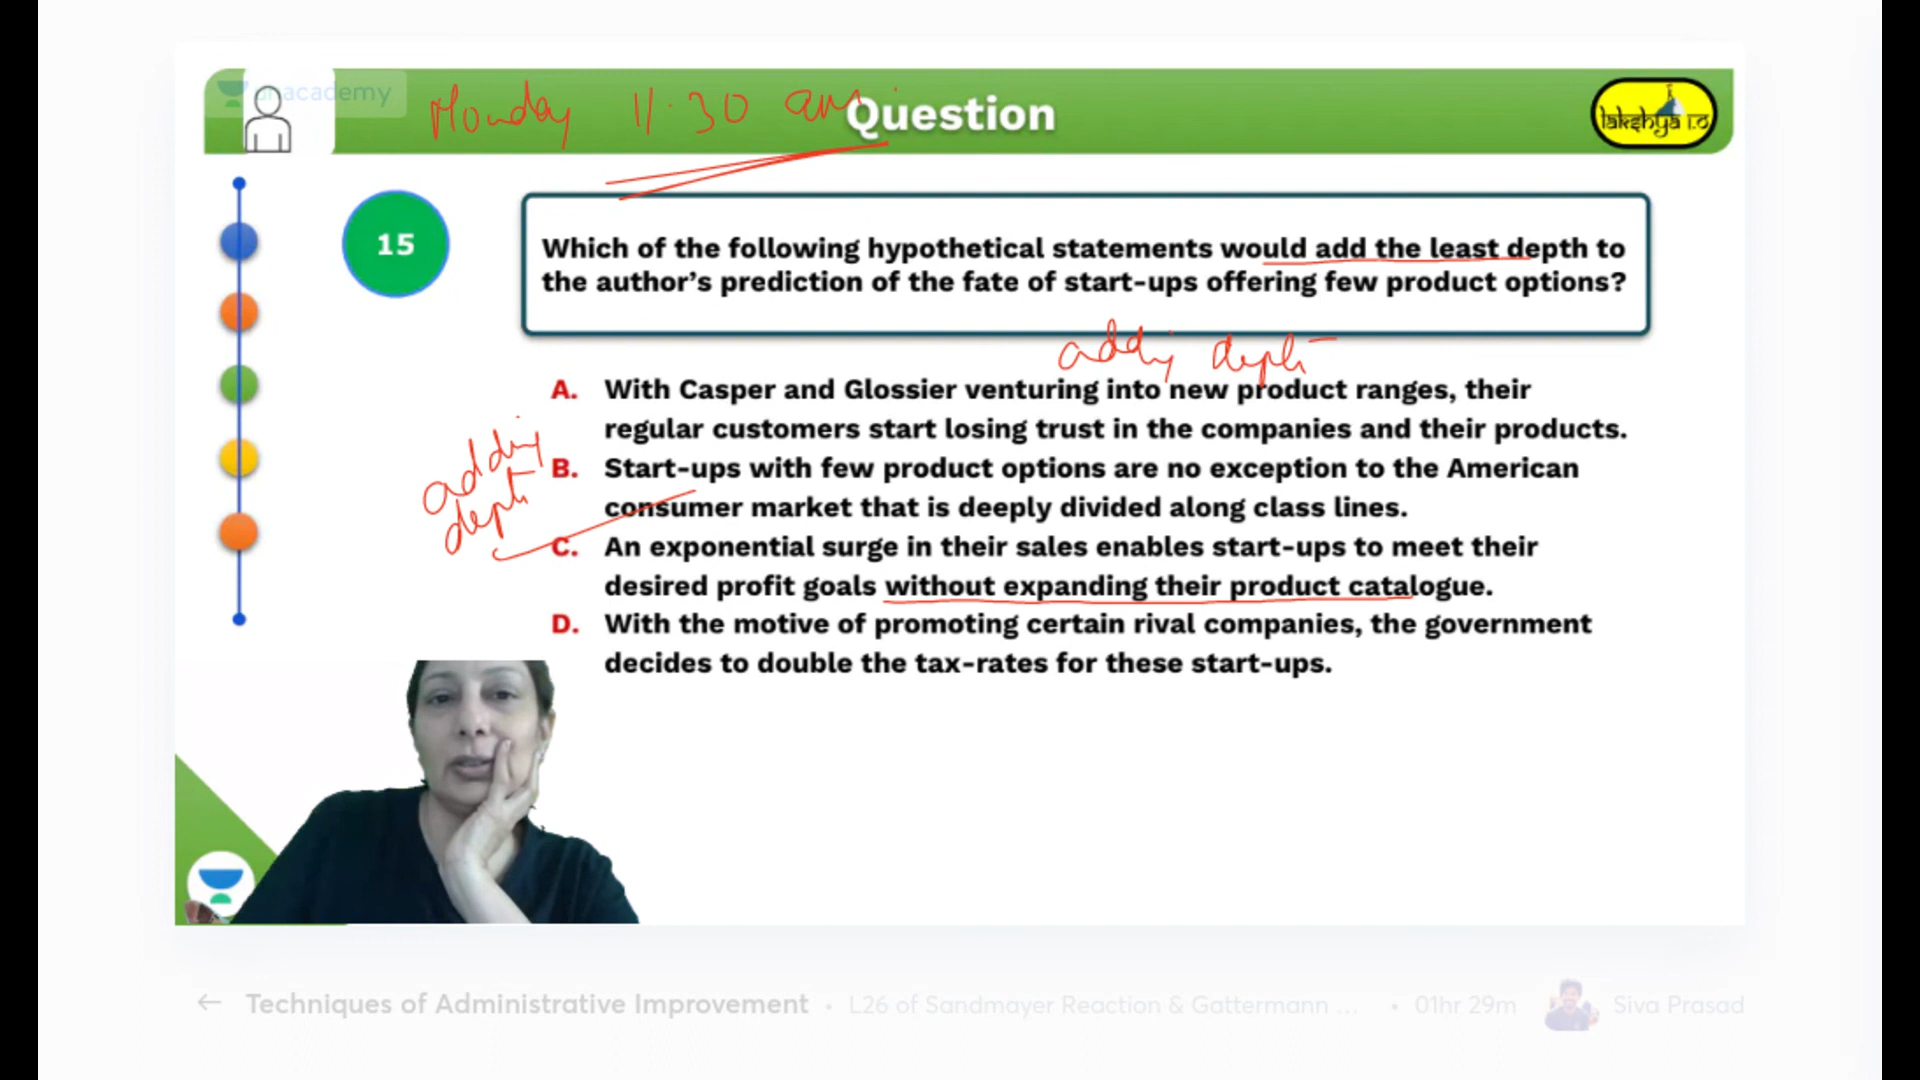 unacademy
Monday 11.30 am
Question
lakshya 1.0
15
Which of the following hypothetical statements would add the least depth to
the author's prediction of the fate of start-ups offering few product options?
adding depth
A. With Casper and Glossier venturing into new product ranges, their
regular customers start losing trust in the companies and their products.
adding
depth
B. Start-ups with few product options are no exception to the American
consumer market that is deeply divided along class lines.
C. An exponential surge in their sales enables start-ups to meet their
desired profit goals without expanding their product catalogue.
D. With the motive of promoting certain rival companies, the government
decides to double the tax-rates for these start-ups.
Techniques of Administrative Improvement • L26 of Sandmayer Reaction & Gattermann ... • 01hr 29m Siva Prasad